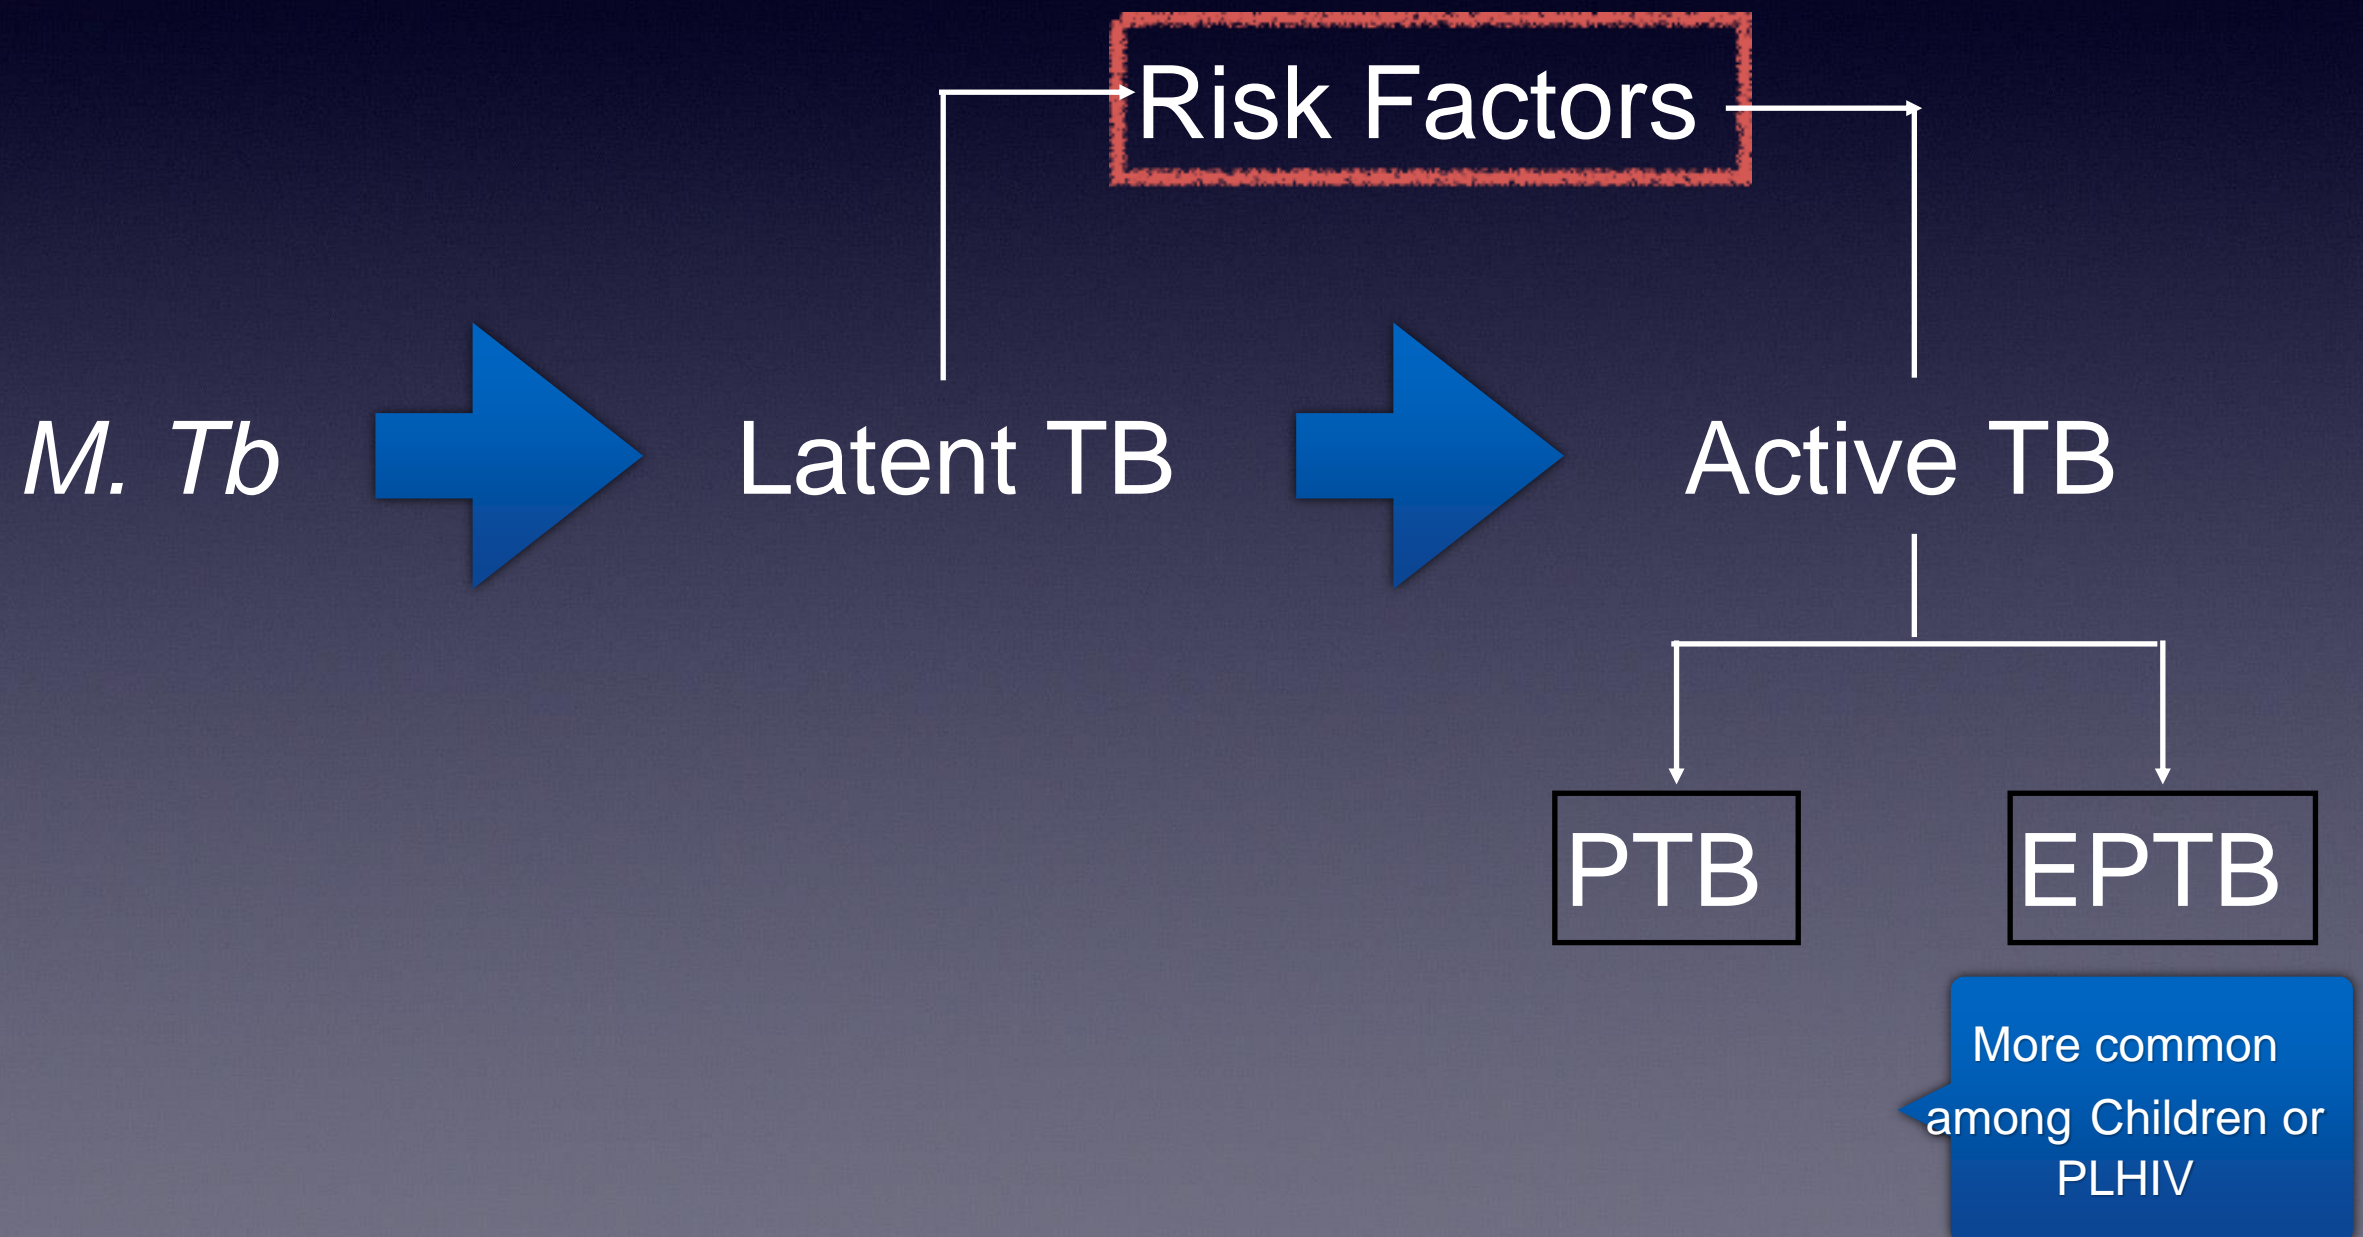 Risk Factors
M. Tb
Latent TB
Active TB
PTB
EPTB
More common
among Children or
PLHIV